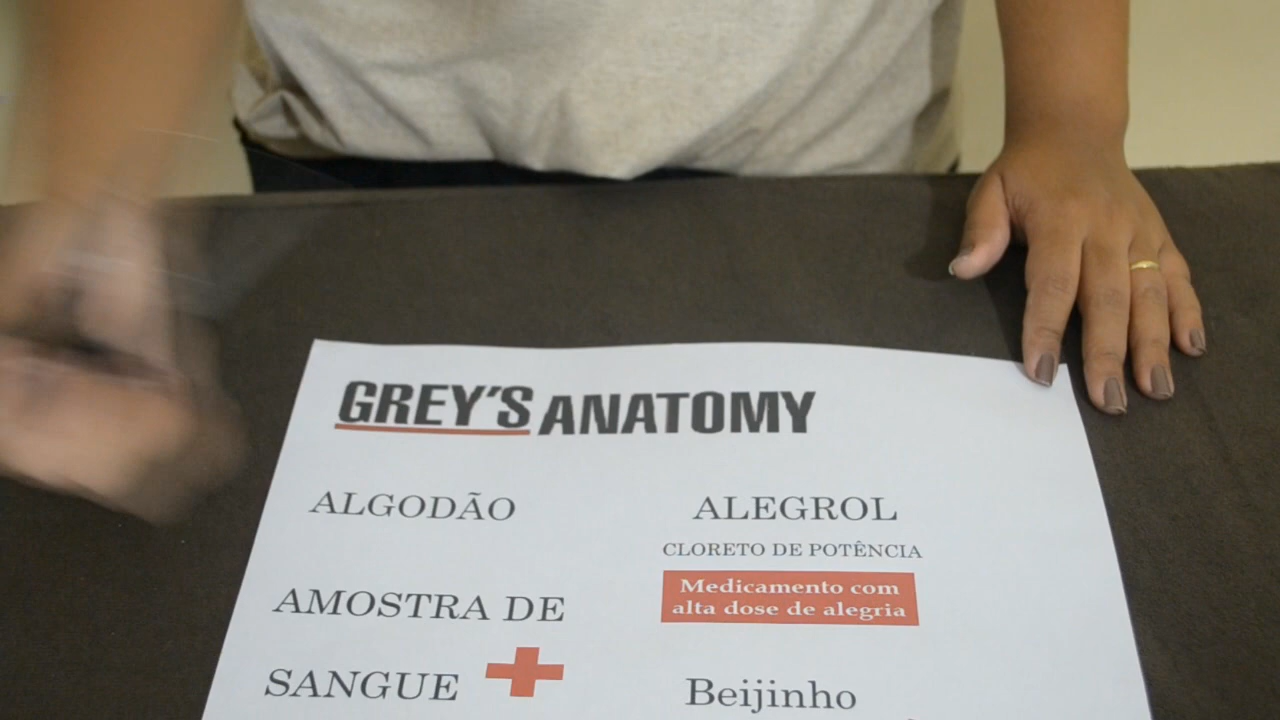 GREY'S ANATOMY
ALGODÃO
AMOSTRA DE
SANGUE
ALEGROL
CLORETO DE POTÊNCIA
Medicamento com
alta dose de alegria
Beijinho